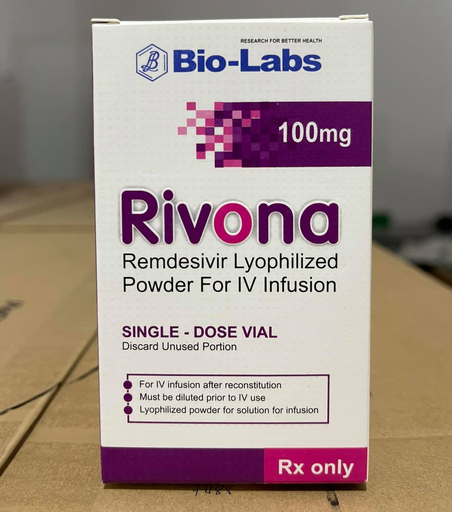 RESEARCH FOR BETTER HEALTH
Bio-Labs
100mg
Rivona
Remdesivir Lyophilized
Powder For IV Infusion
SINGLE - DOSE VIAL
Discard Unused Portion
For IV infusion after reconstitution
Must be diluted prior to IV use
Lyophilized powder for solution for infusion
Rx only